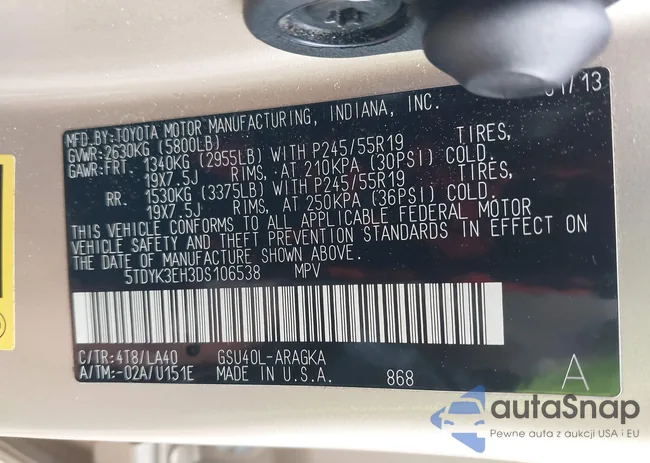 01/13
MFD.BY:TOYOTA MOTOR MANUFACTURING, INDIANA, INC.
GVWR:2630KG (5800LB)
GAWR:FRT. 1340KG (2955LB) WITH P245/55R19 TIRES,
19X7.5J RIMS, AT 210KPA (30PSI) COLD.
RR. 1530KG (3375LB) WITH P245/55R19 TIRES,
19X7.5J RIMS, AT 250KPA (36PSI) COLD.
THIS VEHICLE CONFORMS TO ALL APPLICABLE FEDERAL MOTOR
VEHICLE SAFETY AND THEFT PREVENTION STANDARDS IN EFFECT ON
THE DATE OF MANUFACTURE SHOWN ABOVE.
5TDYK3EH3DS106538 MPV
C/TR:4T8/LA40 GSU40L-ARAGKA
A/TM:-02A/U151E MADE IN U.S.A. 868
A
autaSnap
Pewne auta z aukcji USA i EU